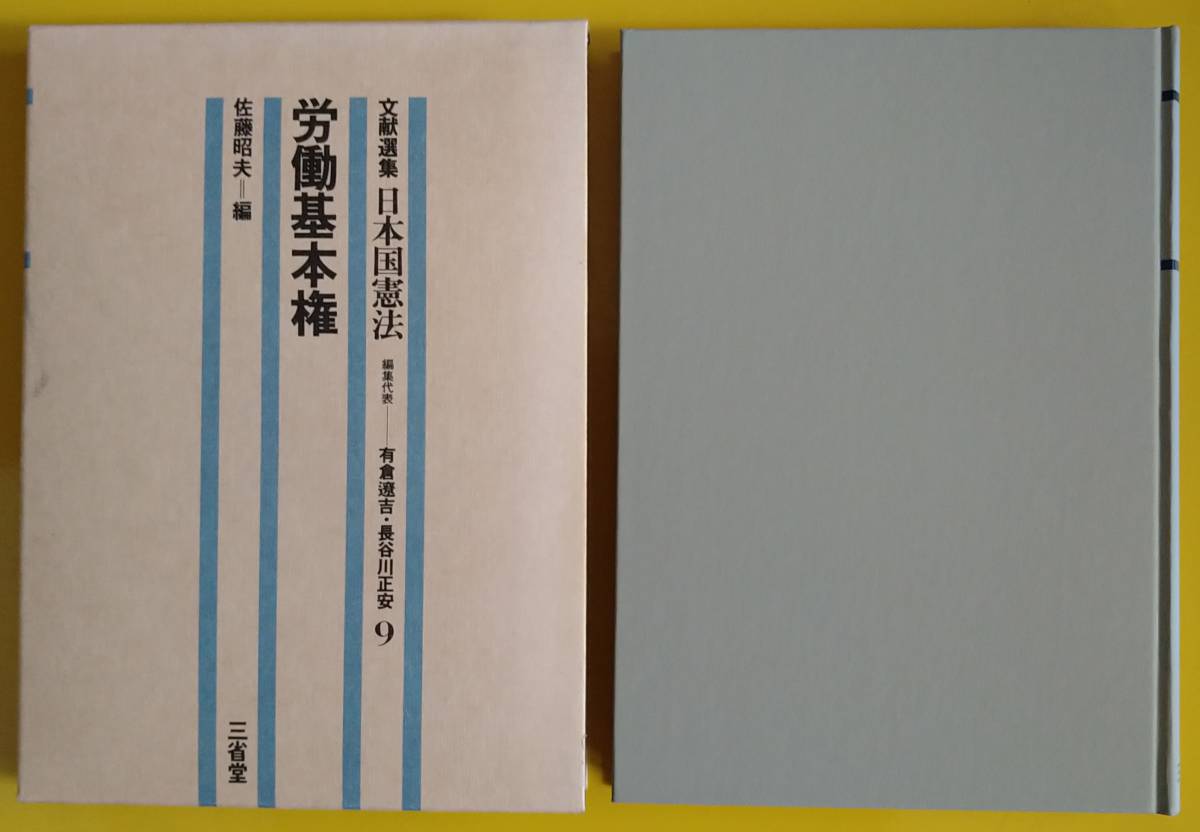 文献選集 日本国憲法 編集代表――有倉遼吉・長谷川正安 9
労働基本権
佐藤昭夫＝編
三省堂